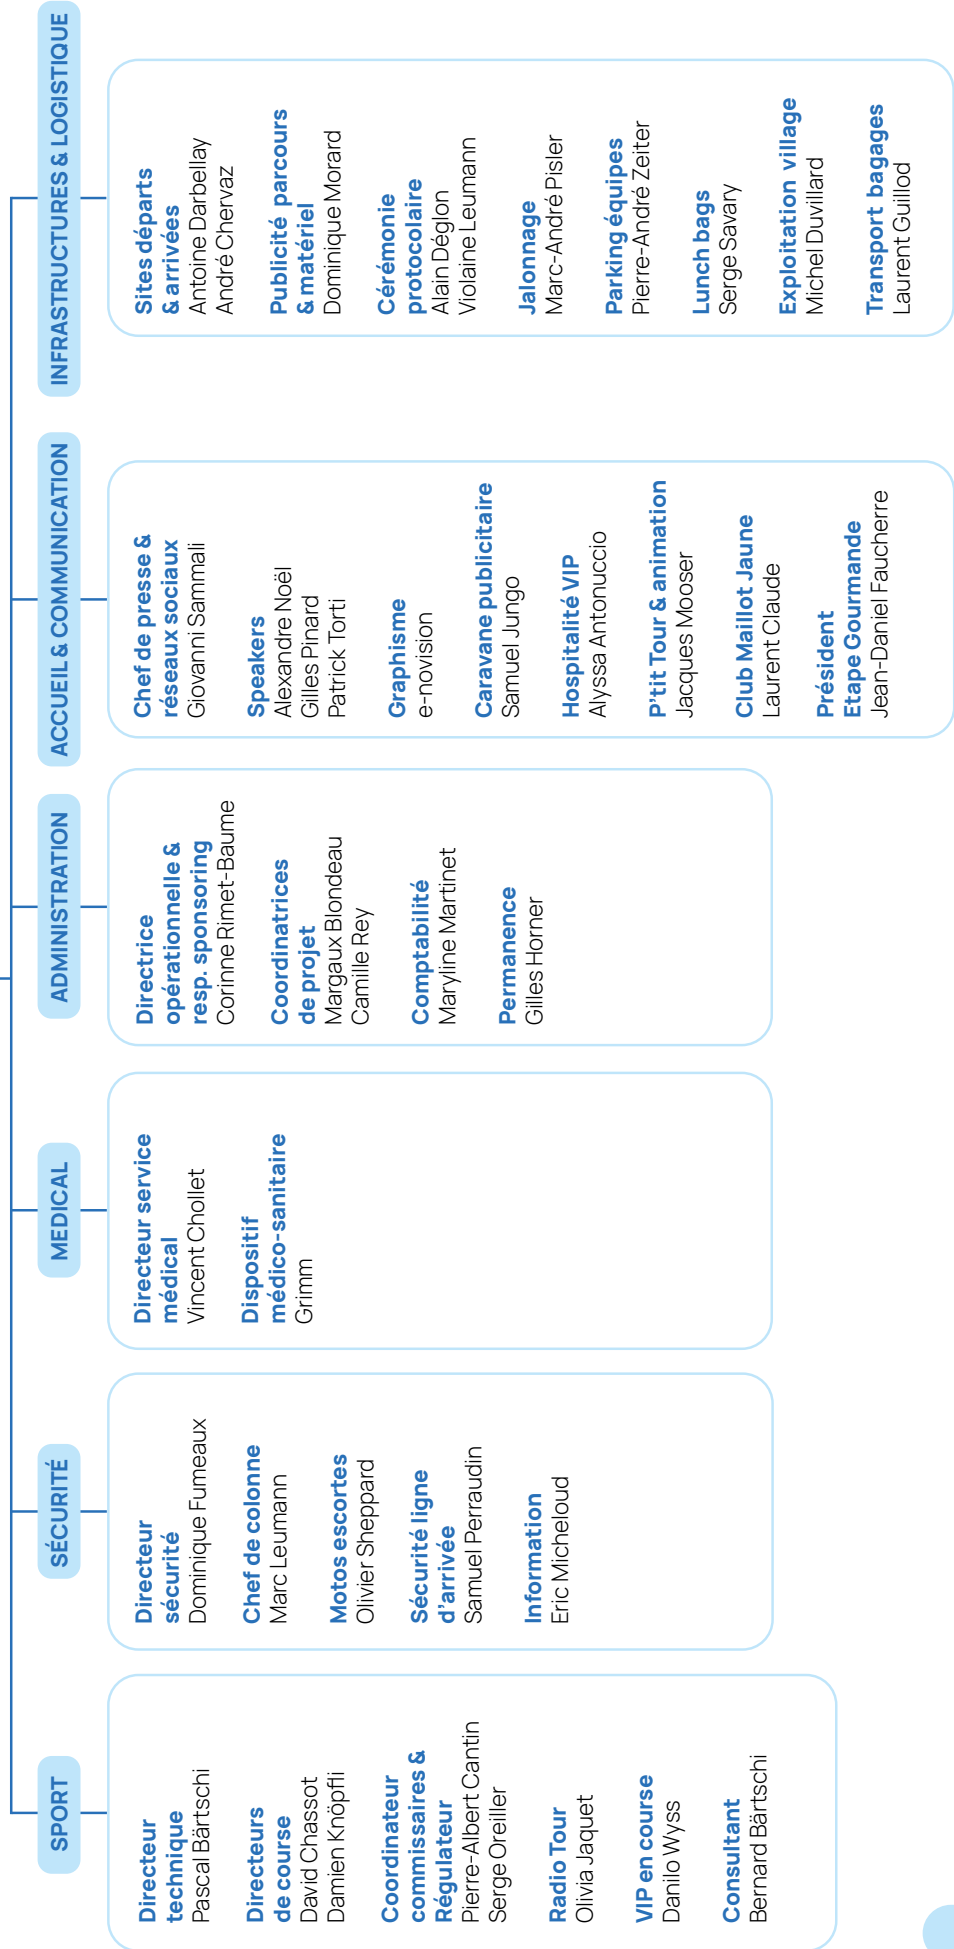 SPORT
Directeur
technique
Pascal Bärtschi
Directeurs
de course
David Chassot
Damien Knöpfli
Coordinateur
commissaires &
Régulateur
Pierre-Albert Cantin
Serge Oreiller
Radio Tour
Olivia Jaquet
VIP en course
Danilo Wyss
Consultant
Bernard Bärtschi
SÉCURITÉ
Directeur
sécurité
Dominique Fumeaux
Chef de colonne
Marc Leumann
Motos escortes
Olivier Sheppard
Sécurité ligne
d'arrivée
Samuel Perraudin
Information
Eric Micheloud
MEDICAL
Directeur service
médical
Vincent Chollet
Dispositif
médico-sanitaire
Grimm
ADMINISTRATION
Directrice
opérationnelle &
resp. sponsoring
Corinne Rimet-Baume
Coordinatrices
de projet
Margaux Blondeau
Camille Rey
Comptabilité
Maryline Martinet
Permanence
Gilles Horner
ACCUEIL & COMMUNICATION
Chef de presse &
réseaux sociaux
Giovanni Sammali
Speakers
Alexandre Noël
Gilles Pinard
Patrick Torti
Graphisme
e-novision
Caravane publicitaire
Samuel Jungo
Hospitalité VIP
Alyssa Antonuccio
P'tit Tour & animation
Jacques Mooser
Club Maillot Jaune
Laurent Claude
Président
Etape Gourmande
Jean-Daniel Faucherre
INFRASTRUCTURES & LOGISTIQUE
Sites départs
& arrivées
Antoine Darbellay
André Chervaz
Publicité parcours
& matériel
Dominique Morard
Cérémonie
protocolaire
Alain Déglon
Violaine Leumann
Jalonnage
Marc-André Pisler
Parking équipes
Pierre-André Zeiter
Lunch bags
Serge Savary
Exploitation village
Michel Duvillard
Transport bagages
Laurent Guillod